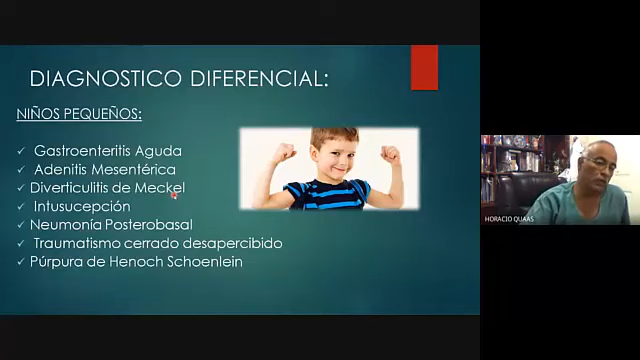 DIAGNOSTICO DIFERENCIAL:
NIÑOS PEQUEÑOS:
✓ Gastroenteritis Aguda
✓ Adenitis Mesentérica
✓ Diverticulitis de Meckel
✓ Intusucepción
✓ Neumonía Posterobasal
✓ Traumatismo cerrado desapercibido
✓ Púrpura de Henoch Schoenlein
HORACIO QUAAS